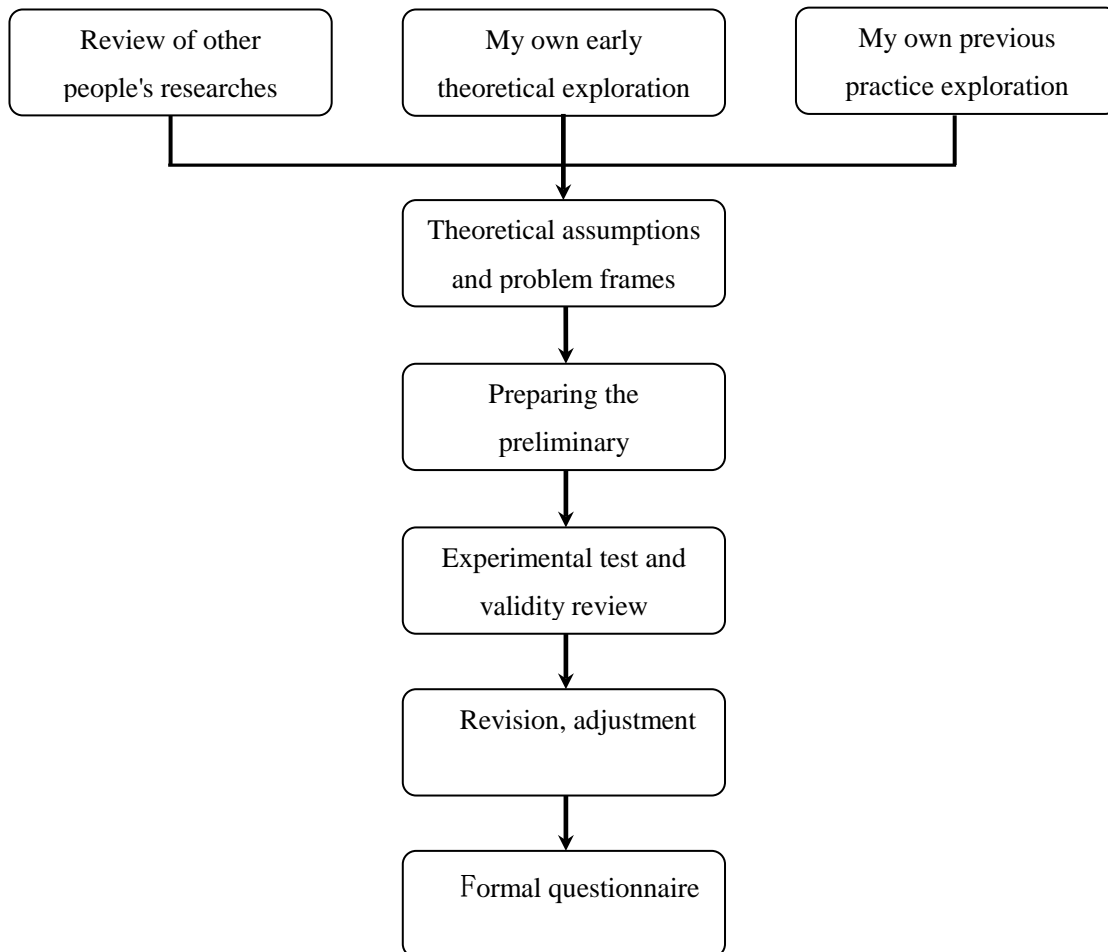 Review of other
people's researches
My own early
theoretical exploration
My own previous
practice exploration
Theoretical assumptions
and problem frames
Preparing the
preliminary
Experimental test and
validity review
Revision, adjustment
Formal questionnaire